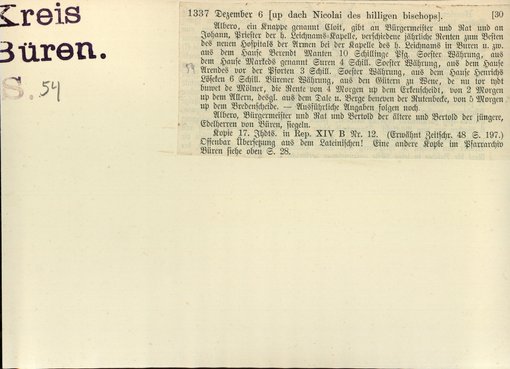 Kreis
Büren.
S. 54
1337 Dezember 6 [up dach Nicolai des hilligen bischops]. [30
Albero, ein Knappe genannt Cloit, gibt an Bürgermeister und Rat und an
Johann, Priester der h. Leichnams-Kapelle, verschiedene jährliche Renten zum Besten
des neuen Hospitals der Armen bei der Kapelle des h. Leichnams in Buren u. zw.
aus dem Hause Berendt Manten 10 Schillinge Pfg. Soester Währung, aus
dem Hause Markeds genannt Suren 4 Schill. Soester Währung, aus dem Hause
Arendes vor der Pforten 3 Schill. Soester Währung, aus dem Hause Henrichs
Löseken 6 Schill. Bürener Währung, aus den Gütern zu Wene, de nu tor tydt
buwet de Mölner, die Rente von 4 Morgen up dem Erkenscheidt, von 2 Morgen
up dem Allern, desgl. aus dem Dale u. Berge beneven der Rutenbecke, von 5 Morgen
up dem Bredenscheide. — Ausführliche Angaben folgen noch.
Albero, Bürgermeister und Rat und Bertold der ältere und Bertold der jüngere,
Edelherren von Büren, siegeln.
Kopie 17. Jhdts. in Rep. XIV B Nr. 12. (Erwähnt Zeitschr. 48 S. 197.)
Offenbar Übersetzung aus dem Lateinischen! Eine andere Kopie im Pfarrarchiv
Büren siehe oben S. 28.